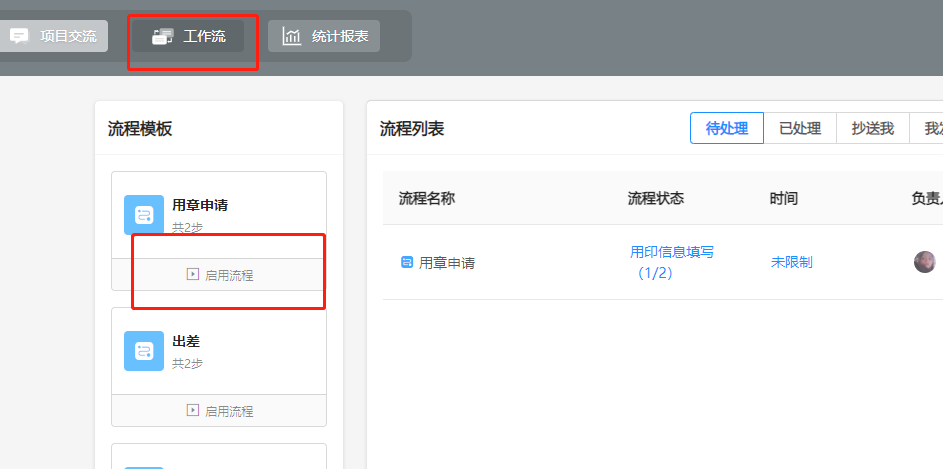 项目交流
工作流
统计报表
流程模板
用章申请
共2步
启用流程
出差
共2步
启用流程
流程列表
待处理
已处理
抄送我
流程名称
流程状态
时间
负责人
用章申请
用印信息填写
（1/2）
未限制